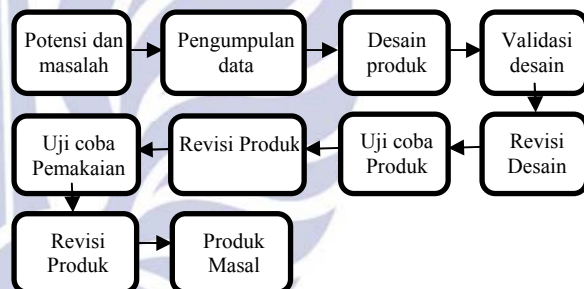 Potensi dan
masalah
Pengumpulan
data
Desain
produk
Validasi
desain
Revisi
Desain
Uji coba
Produk
Revisi Produk
Uji coba
Pemakaian
Revisi
Produk
Produk
Masal